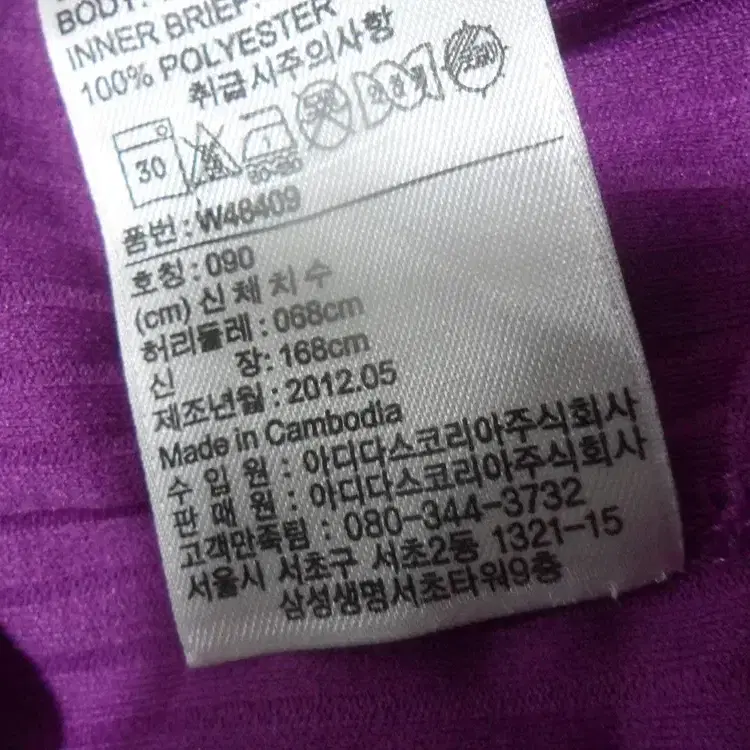 BODY:
INNER BRIEF:
100% POLYESTER
취급시주의사항
30
품번:W48409
호칭:090
(cm) 신체치수
허리둘레:068cm
신 장:168cm
제조년월:2012.05
Made in Cambodia
수 입 원 : 아디다스코리아주식회사
판 매 원 : 아디다스코리아주식회사
고객만족팀 : 080-344-3732
서울시 서초구 서초2동 1321-15
삼성생명서초타워9층